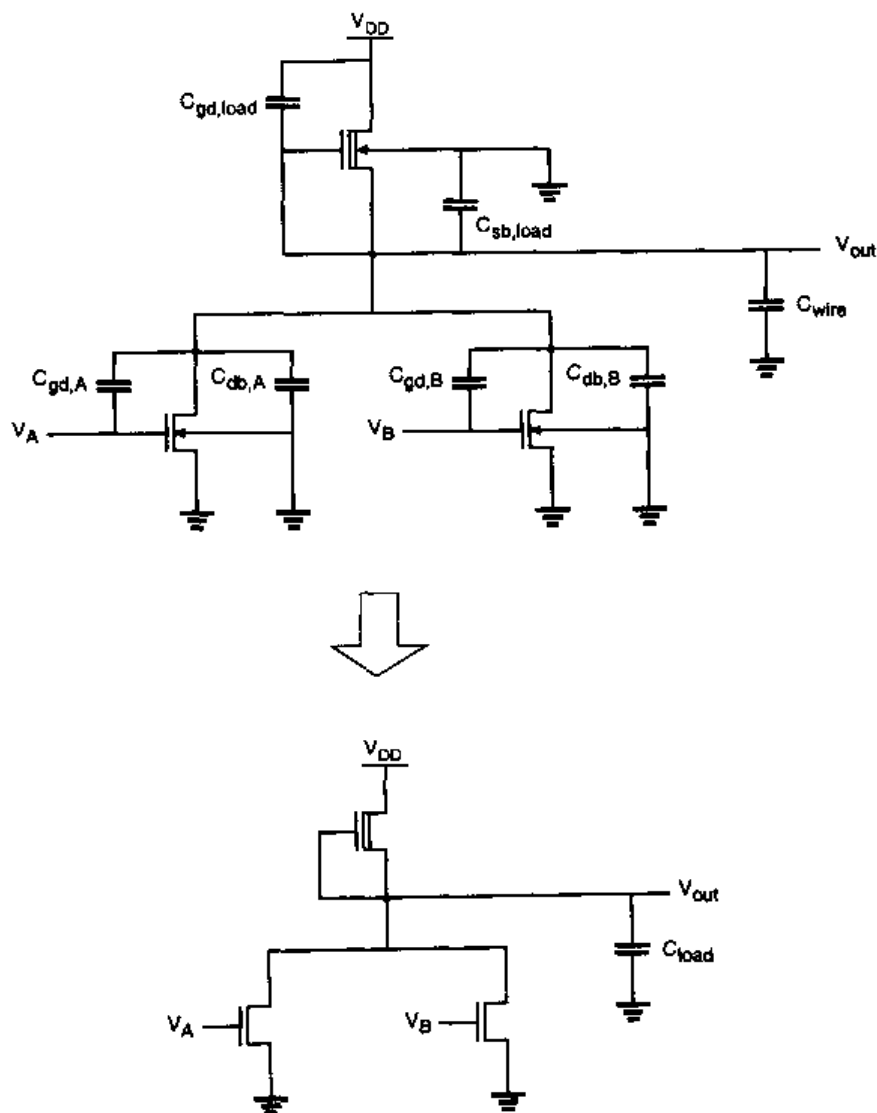 VDD
Cgd,load
Csb,load
Vout
Cwire
Cgd,A
Cdb,A
Cgd,B
Cdb,B
VA
VB
VDD
Vout
Cload
VA
VB